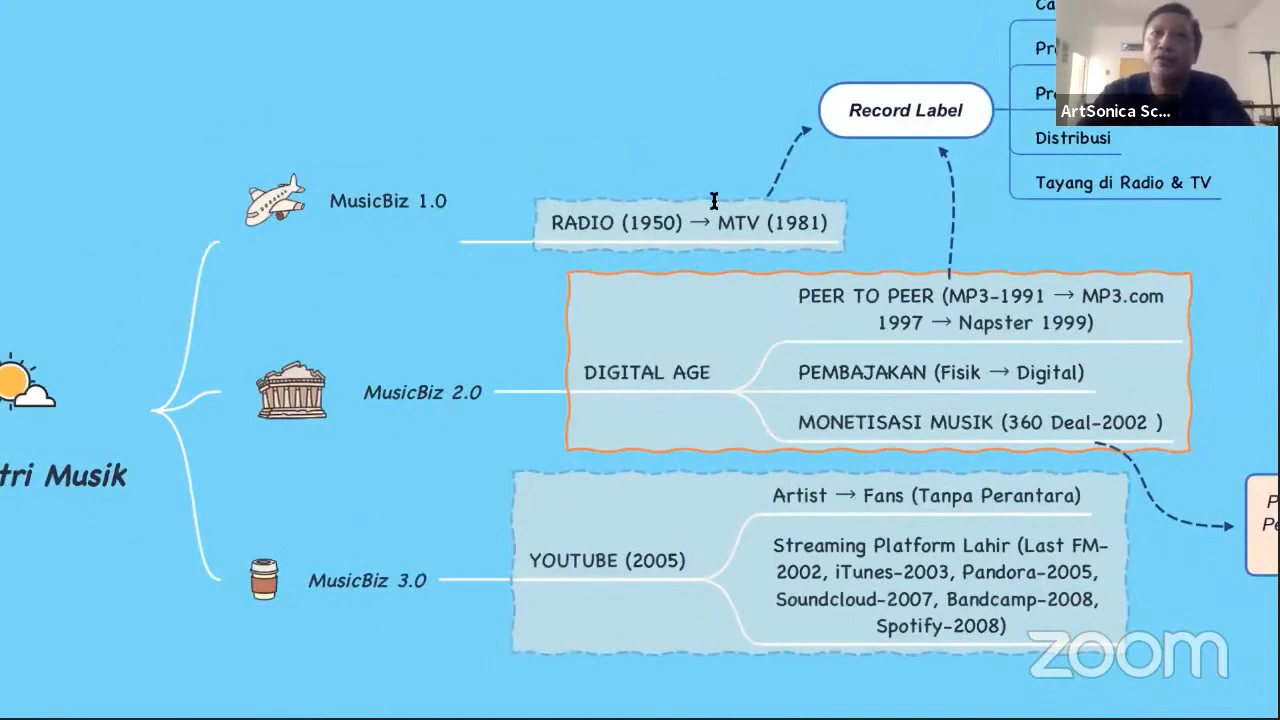 Record Label
ArtSonica Sc...
Distribusi
Tayang di Radio & TV
MusicBiz 1.0
RADIO (1950) → MTV (1981)
PEER TO PEER (MP3-1991 → MP3.com
1997 → Napster 1999)
DIGITAL AGE
PEMBAJAKAN (Fisik → Digital)
MusicBiz 2.0
MONETISASI MUSIK (360 Deal-2002 )
tri Musik
Artist → Fans (Tanpa Perantara)
YOUTUBE (2005)
Streaming Platform Lahir (Last FM-
2002, iTunes-2003, Pandora-2005,
Soundcloud-2007, Bandcamp-2008,
Spotify-2008)
MusicBiz 3.0
zoom